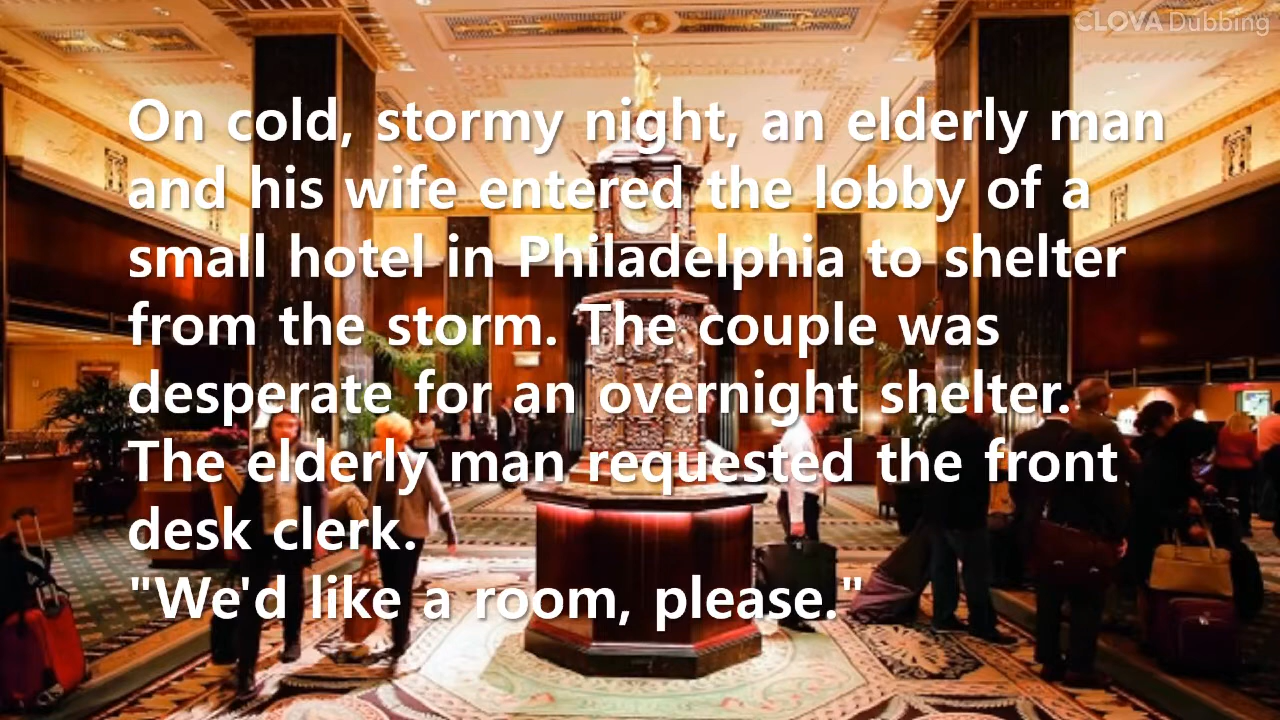 CLOVA Dubbing
On cold, stormy night, an elderly man
and his wife entered the lobby of a
small hotel in Philadelphia to shelter
from the storm. The couple was
desperate for an overnight shelter.
The elderly man requested the front
desk clerk.
"We'd like a room, please."